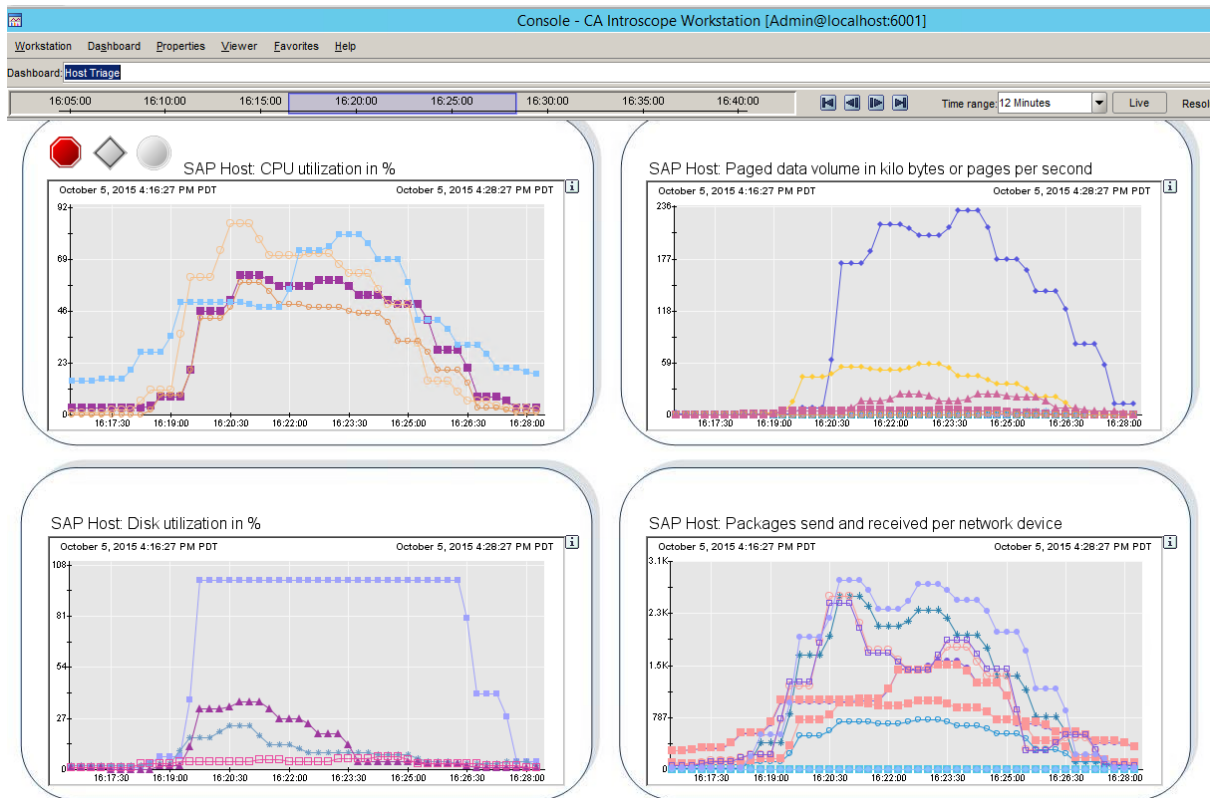 Console - CA Introscope Workstation [Admin@localhost:6001]
Workstation Dashboard Properties Viewer Favorites Help
Dashboard: Host Triage
16:05:00 16:10:00 16:15:00 16:20:00 16:25:00 16:30:00 16:35:00 16:40:00 Time range: 12 Minutes Live Resol
SAP Host: CPU utilization in %
October 5, 2015 4:16:27 PM PDT October 5, 2015 4:28:27 PM PDT i
92
69
46
23
0
16:17:30 16:19:00 16:20:30 16:22:00 16:23:30 16:25:00 16:26:30 16:28:00
SAP Host: Paged data volume in kilo bytes or pages per second
October 5, 2015 4:16:27 PM PDT October 5, 2015 4:28:27 PM PDT i
236
177
118
59
0
16:17:30 16:19:00 16:20:30 16:22:00 16:23:30 16:25:00 16:26:30 16:28:00
SAP Host: Disk utilization in %
October 5, 2015 4:16:27 PM PDT October 5, 2015 4:28:27 PM PDT i
108
81
54
27
0
16:17:30 16:19:00 16:20:30 16:22:00 16:23:30 16:25:00 16:26:30 16:28:00
SAP Host: Packages send and received per network device
October 5, 2015 4:16:27 PM PDT October 5, 2015 4:28:27 PM PDT i
3.1K
2.3K
1.5K
787
0
16:17:30 16:19:00 16:20:30 16:22:00 16:23:30 16:25:00 16:26:30 16:28:00